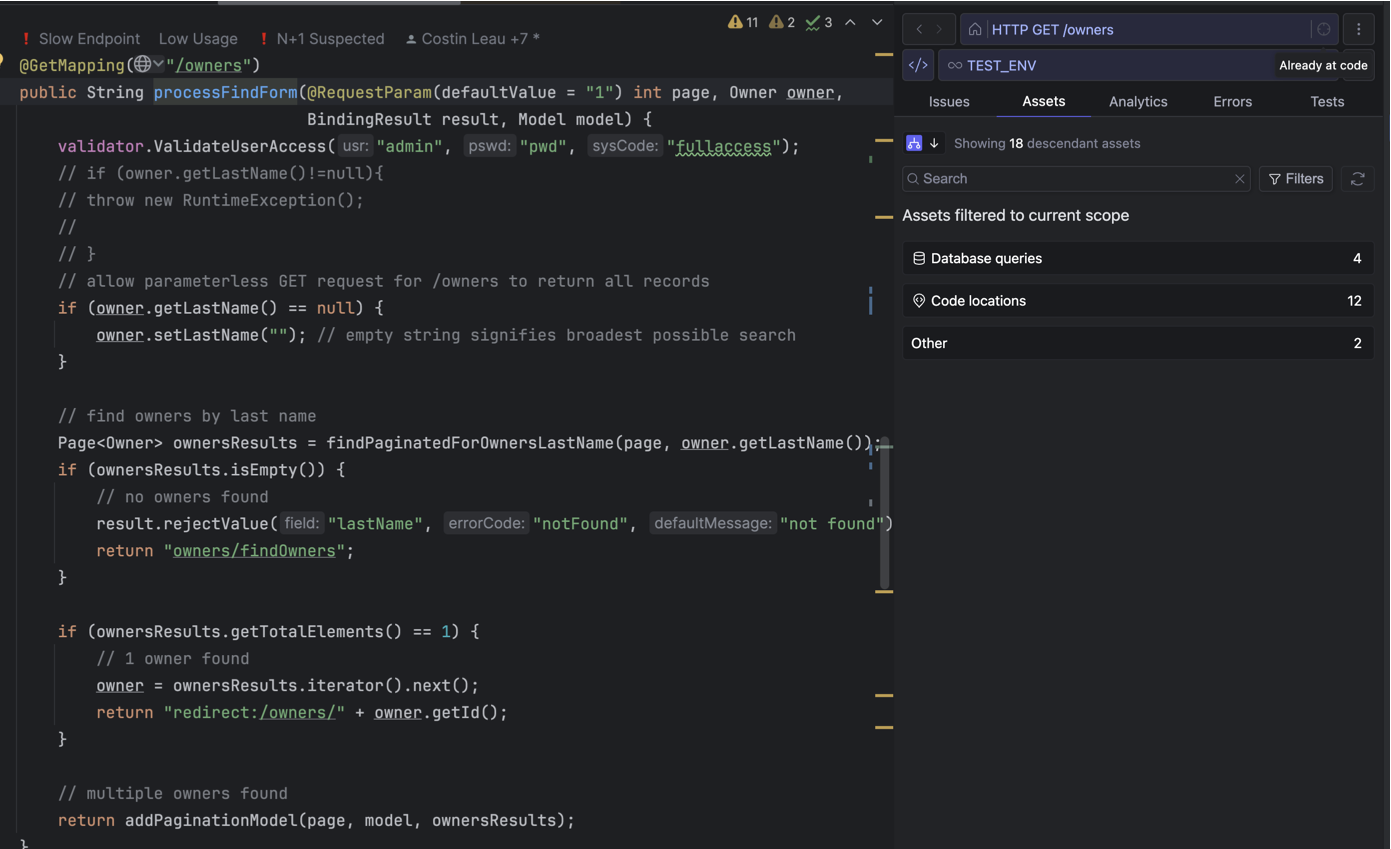 11 2 3
Slow Endpoint Low Usage ! N+1 Suspected Costin Leau +7 *
@GetMapping("/owners")
public String processFindForm(@RequestParam(defaultValue = "1") int page, Owner owner,
BindingResult result, Model model) {
validator.ValidateUserAccess( usr: "admin", pswd: "pwd", sysCode: "fullaccess");
// if (owner.getLastName()!=null){
// throw new RuntimeException();
//
// }
// allow parameterless GET request for /owners to return all records
if (owner.getLastName() == null) {
owner.setLastName(""); // empty string signifies broadest possible search
}
// find owners by last name
Page<Owner> ownersResults = findPaginatedForOwnersLastName(page, owner.getLastName());
if (ownersResults.isEmpty()) {
// no owners found
result.rejectValue( field: "lastName", errorCode: "notFound", defaultMessage: "not found")
return "owners/findOwners";
}
if (ownersResults.getTotalElements() == 1) {
// 1 owner found
owner = ownersResults.iterator().next();
return "redirect:/owners/" + owner.getId();
}
// multiple owners found
return addPaginationModel(page, model, ownersResults);
}
HTTP GET /owners
</> TEST_ENV Already at code
Issues Assets Analytics Errors Tests
Showing 18 descendant assets
Search Filters
Assets filtered to current scope
Database queries 4
Code locations 12
Other 2